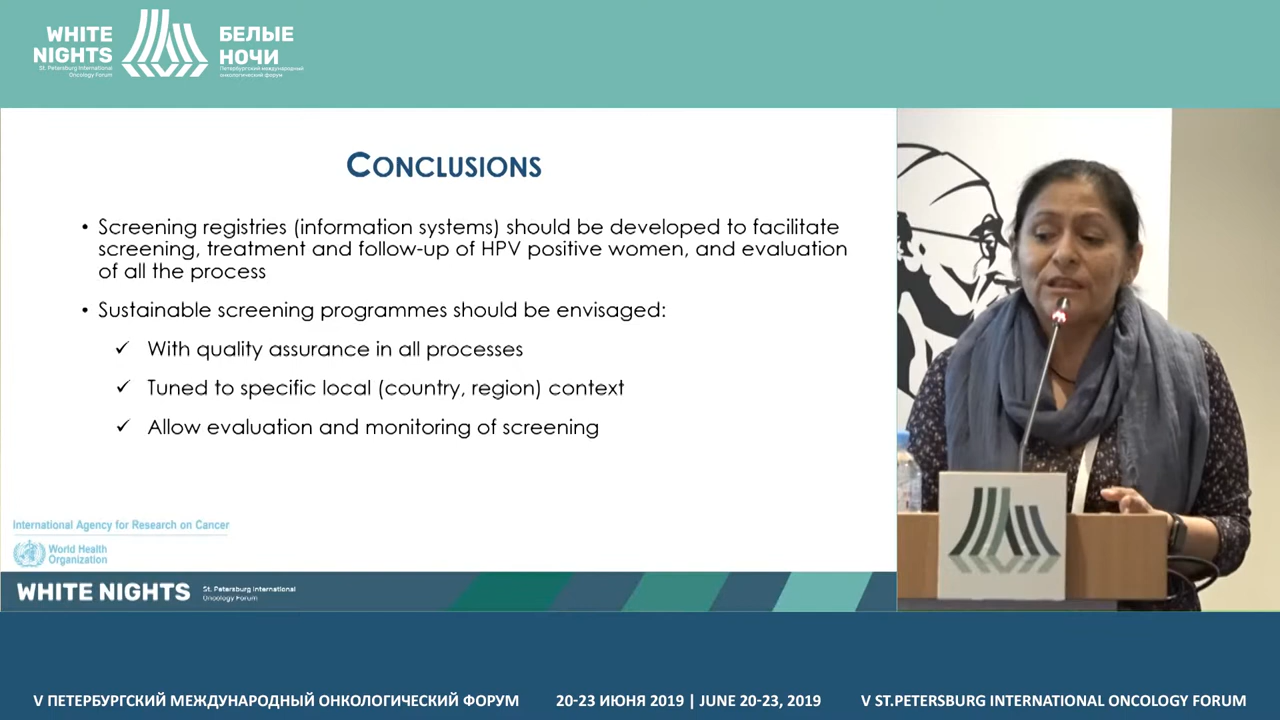 WHITE
NIGHTS
St. Petersburg International
Oncology Forum
БЕЛЫЕ
НОЧИ
Петербургский международный
онкологический форум
CONCLUSIONS
• Screening registries (information systems) should be developed to facilitate
screening, treatment and follow-up of HPV positive women, and evaluation
of all the process
• Sustainable screening programmes should be envisaged:
✓ With quality assurance in all processes
✓ Tuned to specific local (country, region) context
✓ Allow evaluation and monitoring of screening
International Agency for Research on Cancer
World Health
Organization
WHITE NIGHTS
St. Petersburg International
Oncology Forum
V ПЕТЕРБУРГСКИЙ МЕЖДУНАРОДНЫЙ ОНКОЛОГИЧЕСКИЙ ФОРУМ
20-23 ИЮНЯ 2019 | JUNE 20-23, 2019
V ST.PETERSBURG INTERNATIONAL ONCOLOGY FORUM